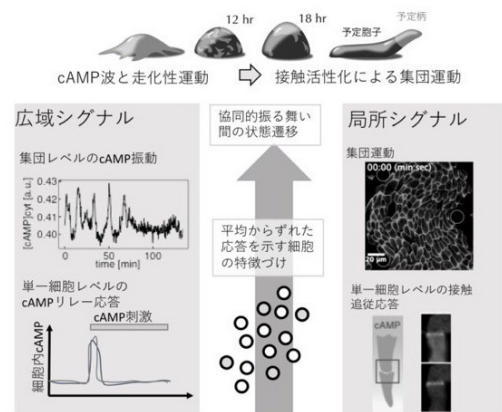 12 hr
18 hr
予定柄
予定胞子
cAMP波と走化性運動
接触活性化による集団運動
広域シグナル
集団レベルのcAMP振動
[cAMP]cyt [a.u.]
0.43
0.42
0.41
0.40
0
50
100
time [min]
単一細胞レベルの
cAMPリレー応答
cAMP刺激
細胞内cAMP
協同的振る舞い
間の状態遷移
平均からずれた
応答を示す細胞
の特徴づけ
局所シグナル
集団運動
00:00 (min:sec)
20 μm
単一細胞レベルの接触
追従応答
cAMP